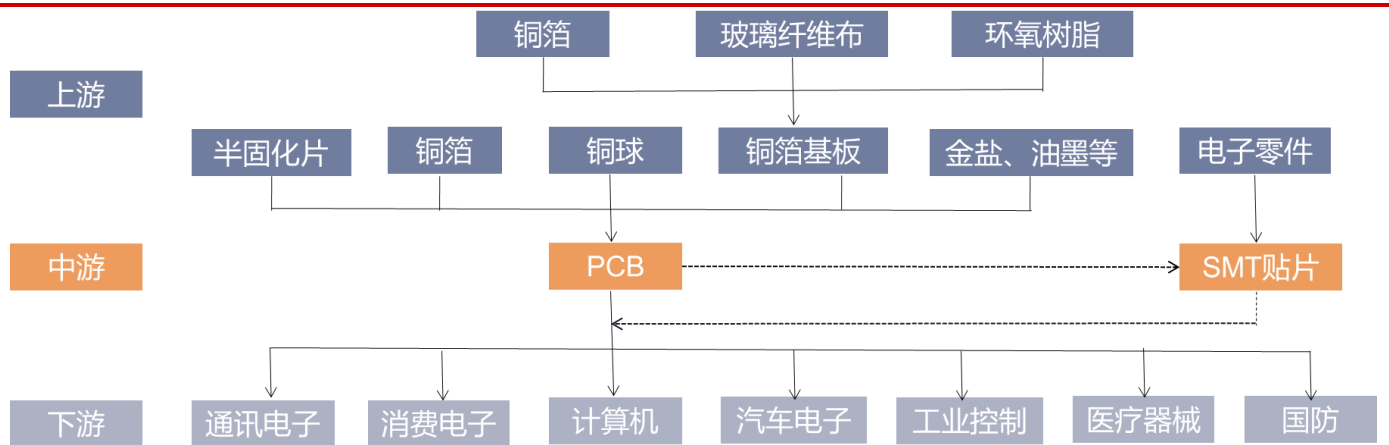 铜箔
玻璃纤维布
环氧树脂
上游
半固化片
铜箔
铜球
铜箔基板
金盐、油墨等
电子零件
中游
PCB
SMT贴片
下游
通讯电子
消费电子
计算机
汽车电子
工业控制
医疗器械
国防